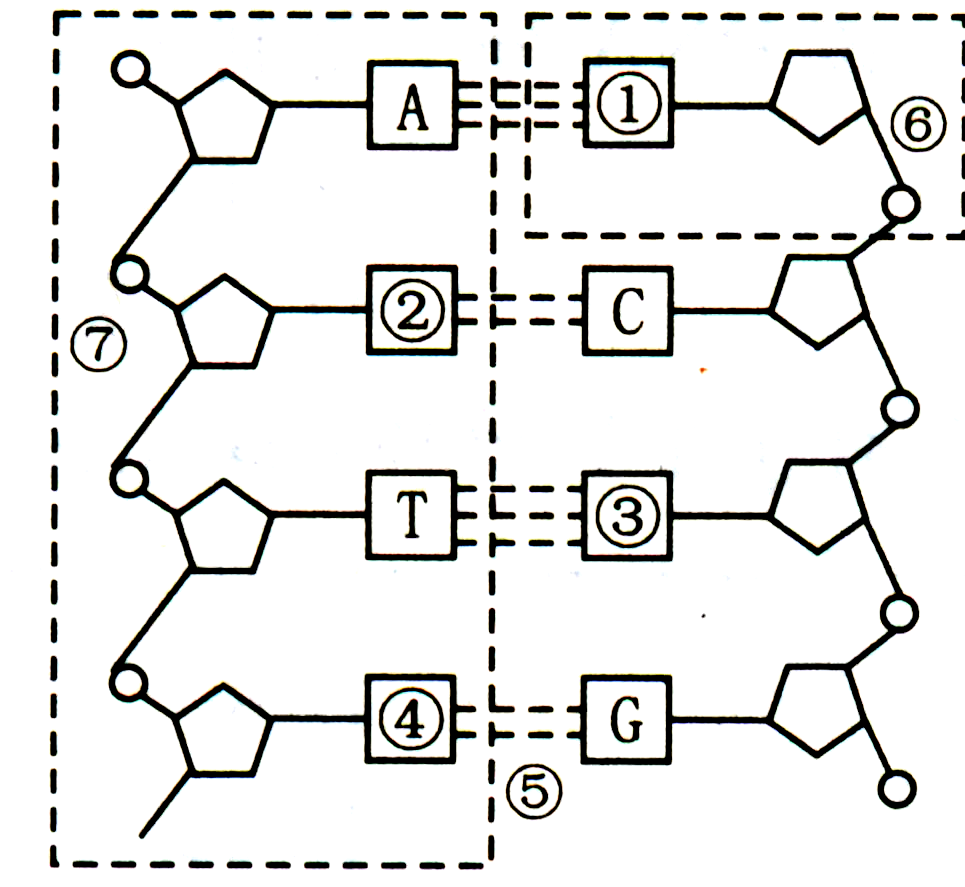 A ① ⑥
② C
⑦
T ③
④ G
⑤